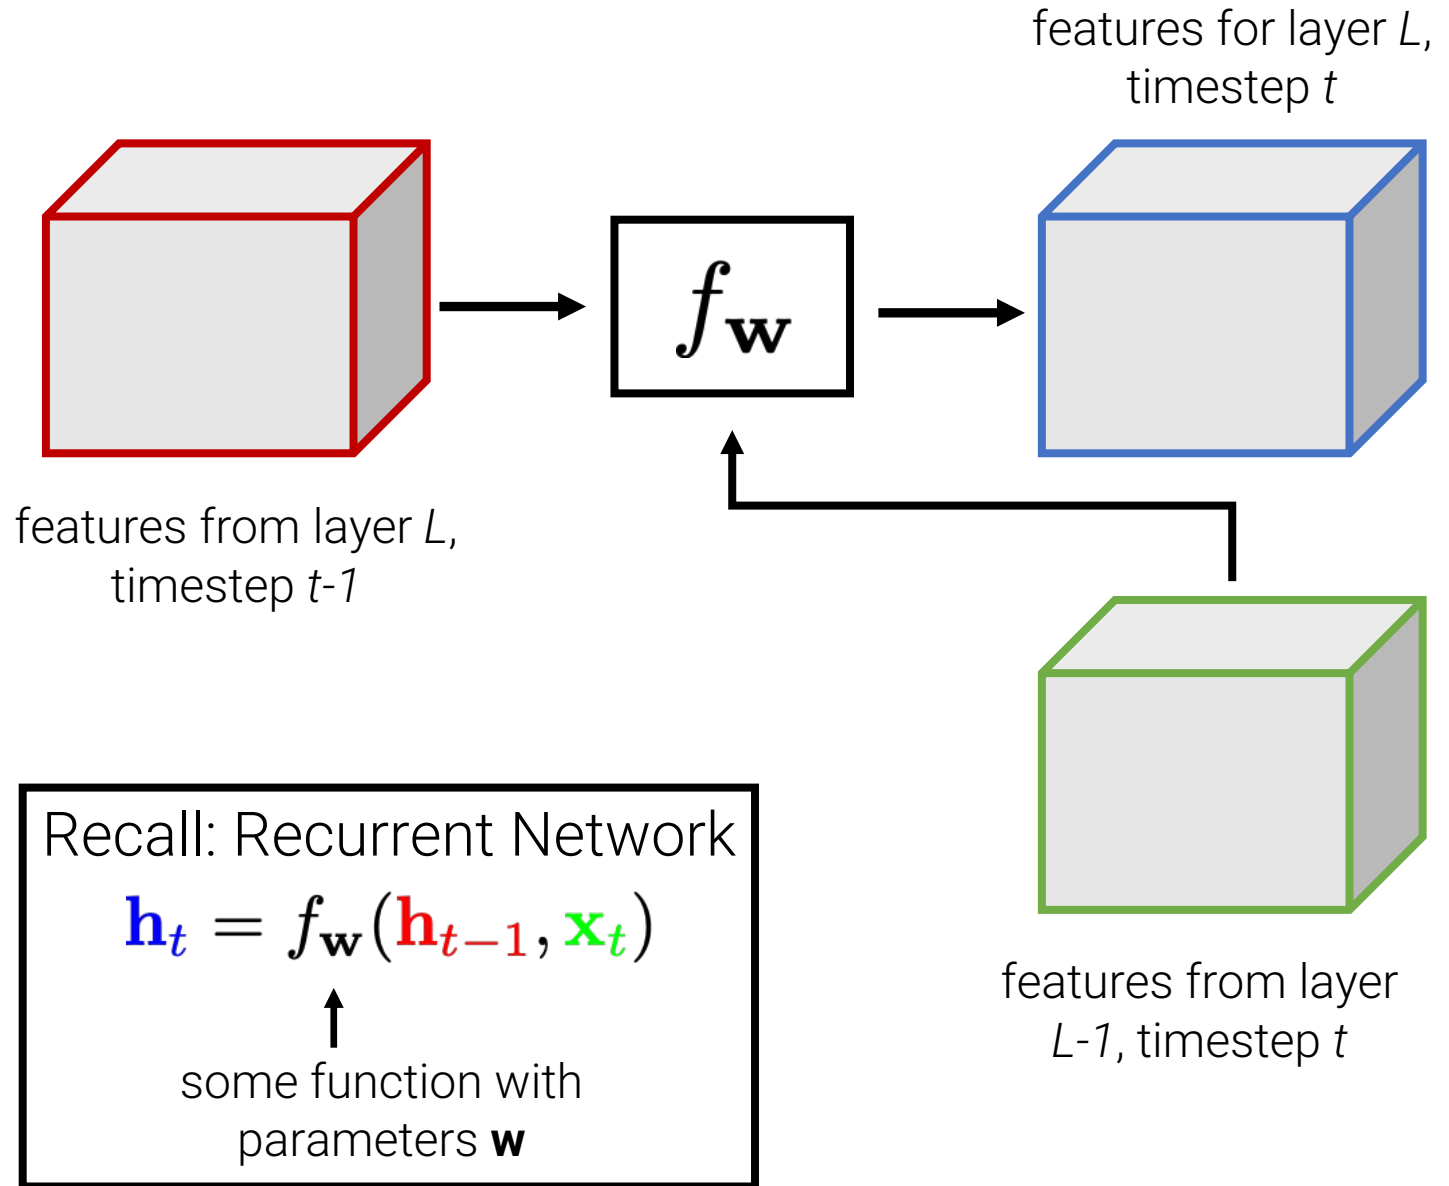 features for layer L,
timestep t
f_w
features from layer L,
timestep t-1
features from layer
L-1, timestep t
Recall: Recurrent Network
h_t = f_w(h_{t-1}, x_t)
some function with
parameters w